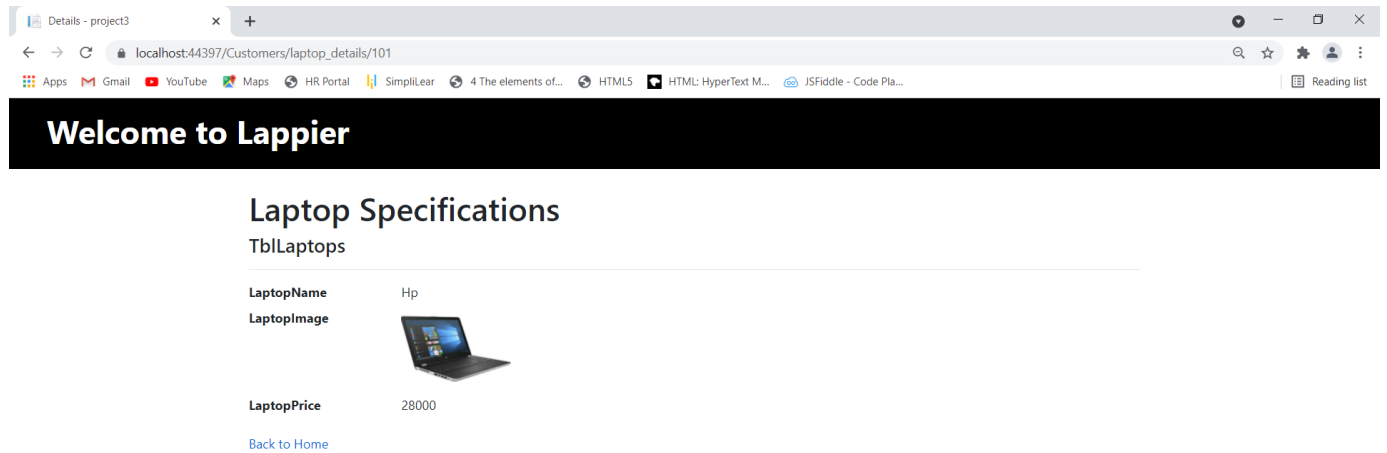 Details - project3
localhost:44397/Customers/laptop_details/101
Apps Gmail YouTube Maps HR Portal SimpliLear 4 The elements of... HTML5 HTML: HyperText M... JSFiddle - Code Pla... Reading list
Welcome to Lappier
Laptop Specifications
TblLaptops
LaptopName Hp
LaptopImage
LaptopPrice 28000
Back to Home